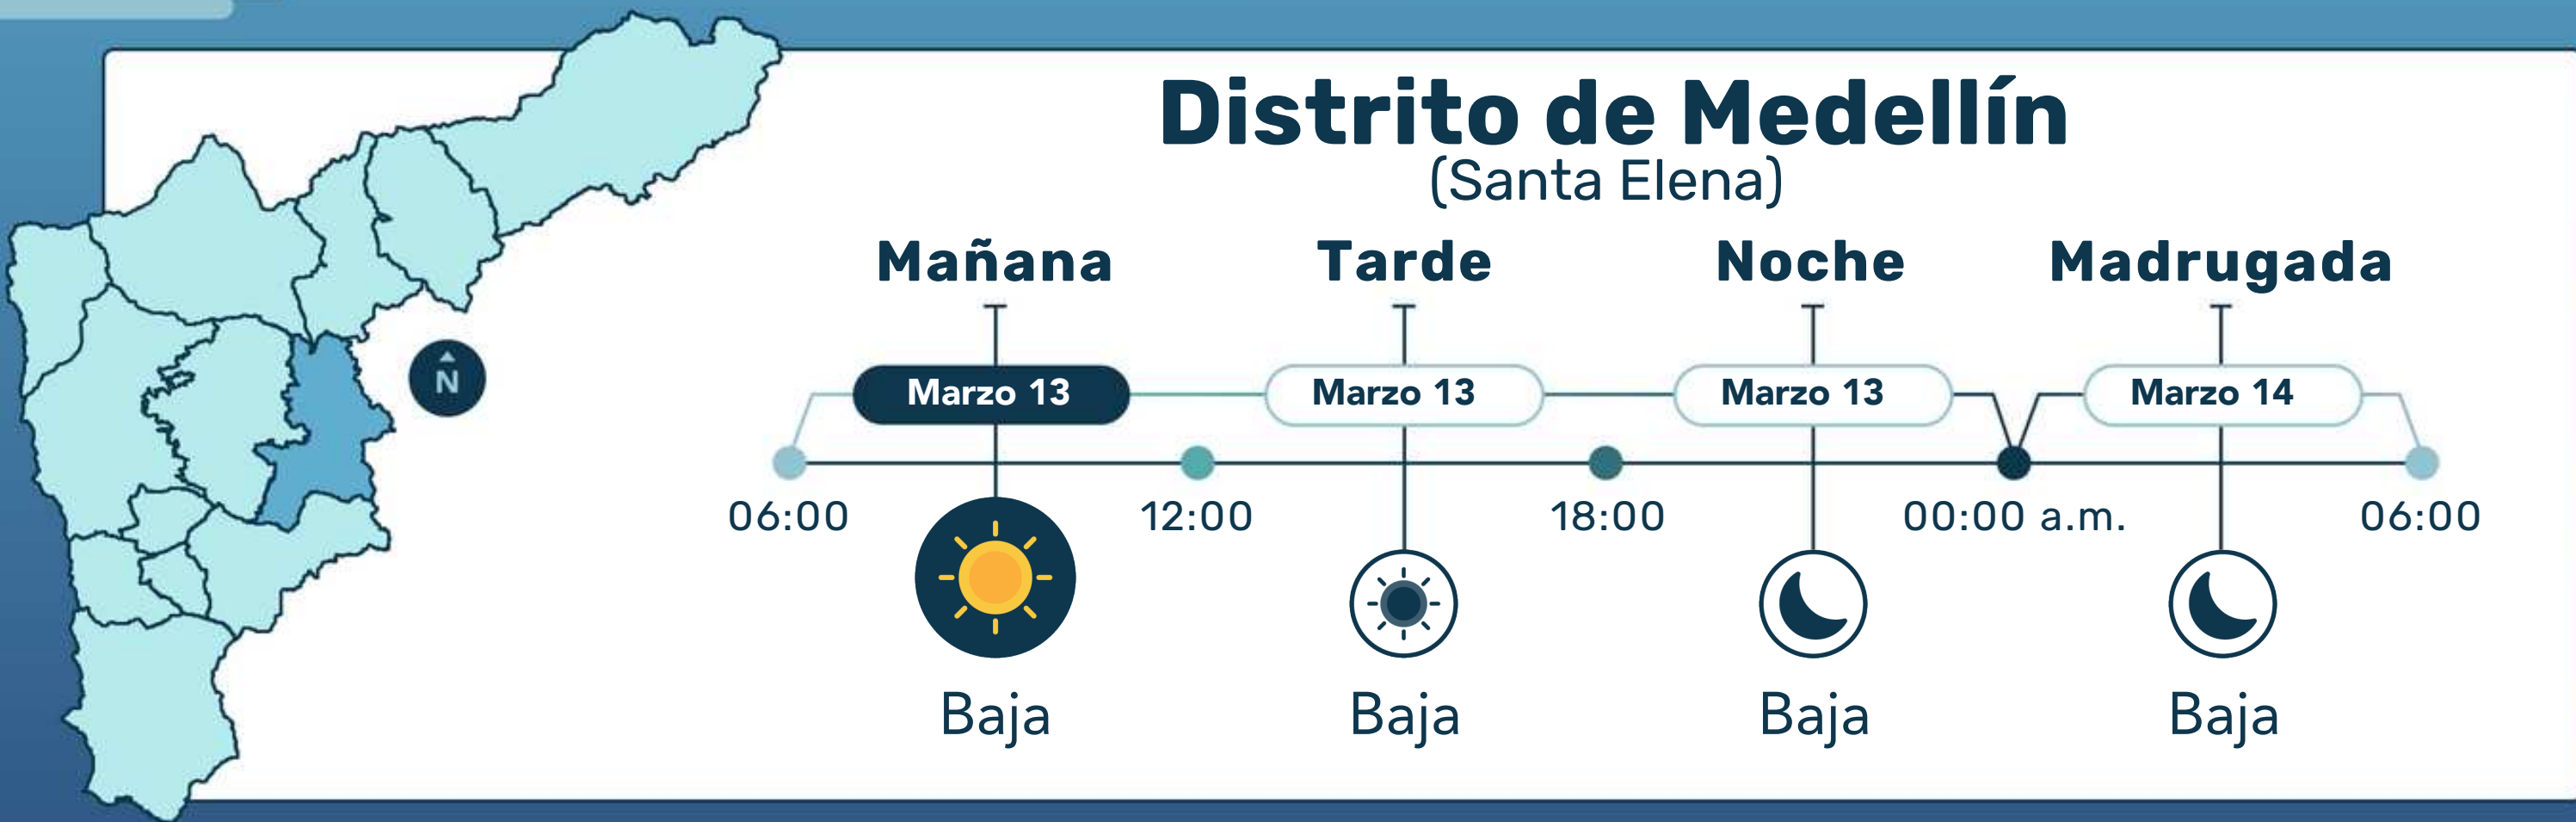 Distrito de Medellín
(Santa Elena)
Mañana Tarde Noche Madrugada
N
Marzo 13 Marzo 13 Marzo 13 Marzo 14
06:00 12:00 18:00 00:00 a.m. 06:00
Baja Baja Baja Baja